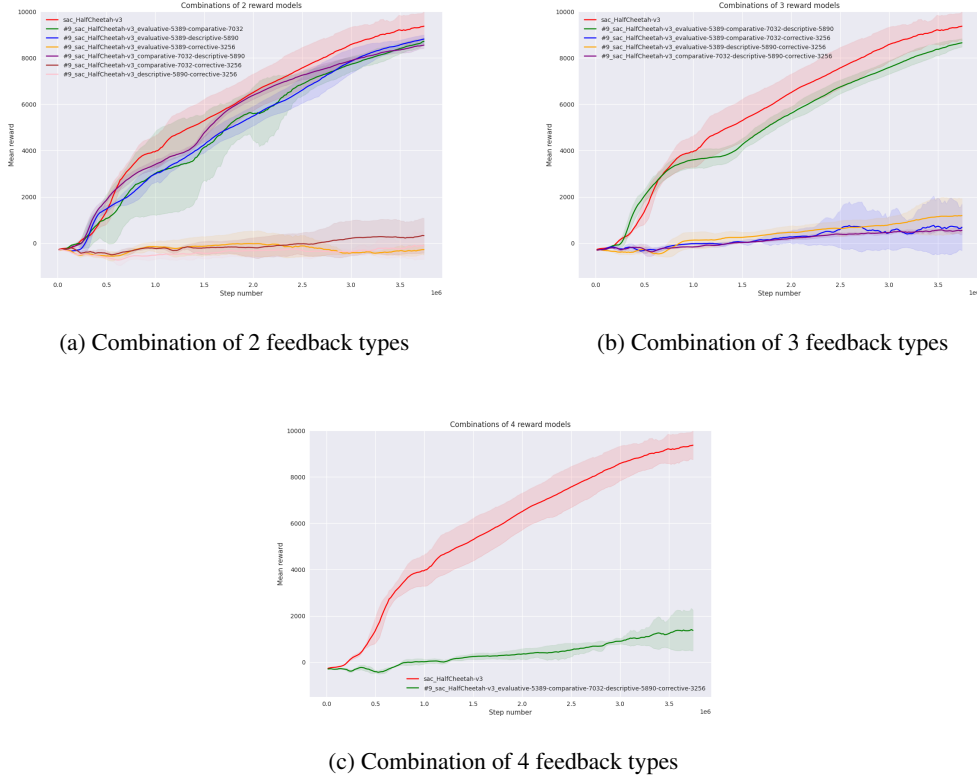 Combinations of 2 reward models
sac_HalfCheetah-v3
#9_sac_HalfCheetah-v3_evaluative-5389-comparative-7032
#9_sac_HalfCheetah-v3_evaluative-5389-descriptive-5890
#9_sac_HalfCheetah-v3_evaluative-5389-corrective-3256
#9_sac_HalfCheetah-v3_comparative-7032-descriptive-5890
#9_sac_HalfCheetah-v3_comparative-7032-corrective-3256
#9_sac_HalfCheetah-v3_descriptive-5890-corrective-3256
10000
8000
6000
4000
2000
0
Mean reward
0.0 0.5 1.0 1.5 2.0 2.5 3.0 3.5
Step number
1e6
(a) Combination of 2 feedback types
Combinations of 3 reward models
sac_HalfCheetah-v3
#9_sac_HalfCheetah-v3_evaluative-5389-comparative-7032-descriptive-5890
#9_sac_HalfCheetah-v3_evaluative-5389-comparative-7032-corrective-3256
#9_sac_HalfCheetah-v3_evaluative-5389-descriptive-5890-corrective-3256
#9_sac_HalfCheetah-v3_comparative-7032-descriptive-5890-corrective-3256
10000
8000
6000
4000
2000
0
Mean reward
0.0 0.5 1.0 1.5 2.0 2.5 3.0 3.5
Step number
1e6
(b) Combination of 3 feedback types
Combinations of 4 reward models
10000
8000
6000
4000
2000
0
Mean reward
sac_HalfCheetah-v3
#9_sac_HalfCheetah-v3_evaluative-5389-comparative-7032-descriptive-5890-corrective-3256
0.0 0.5 1.0 1.5 2.0 2.5 3.0 3.5
Step number
1e6
(c) Combination of 4 feedback types